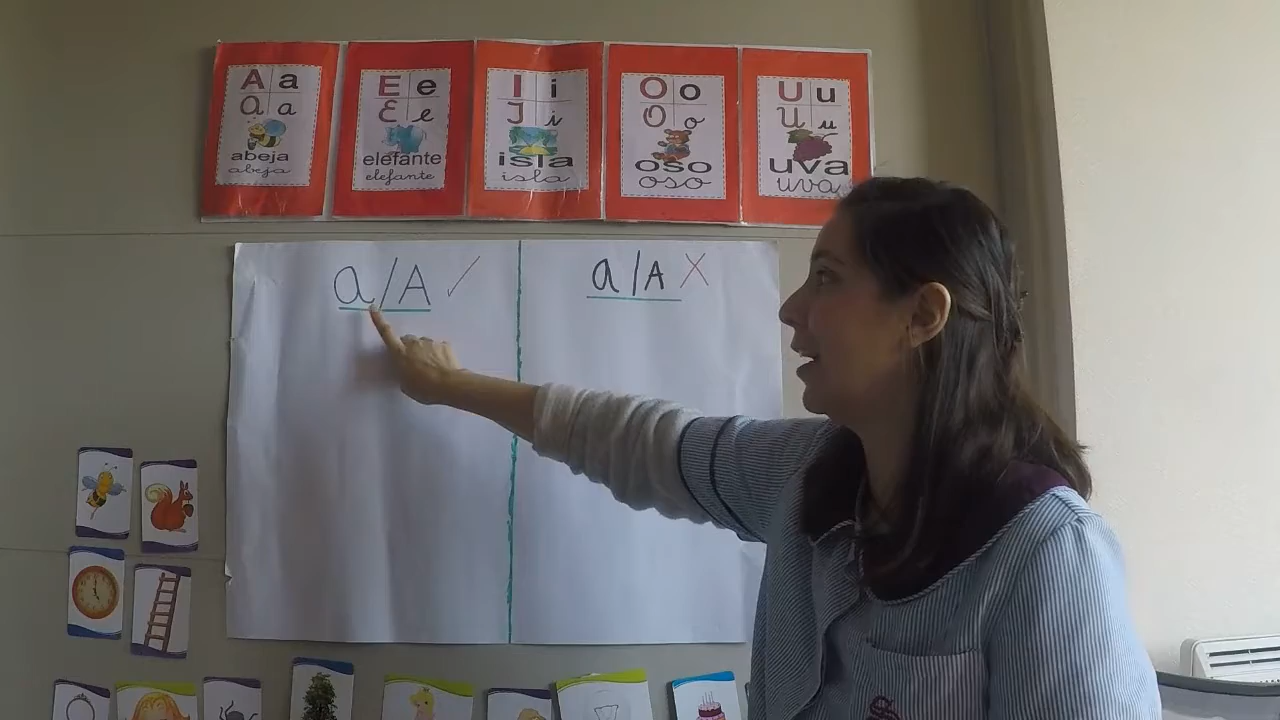 A a
A a
abeja
abeja
E e
E e
elefante
elefante
I i
I i
isla
isla
O o
O o
oso
oso
U u
U u
uva
uva
a/A ✓
a/A X